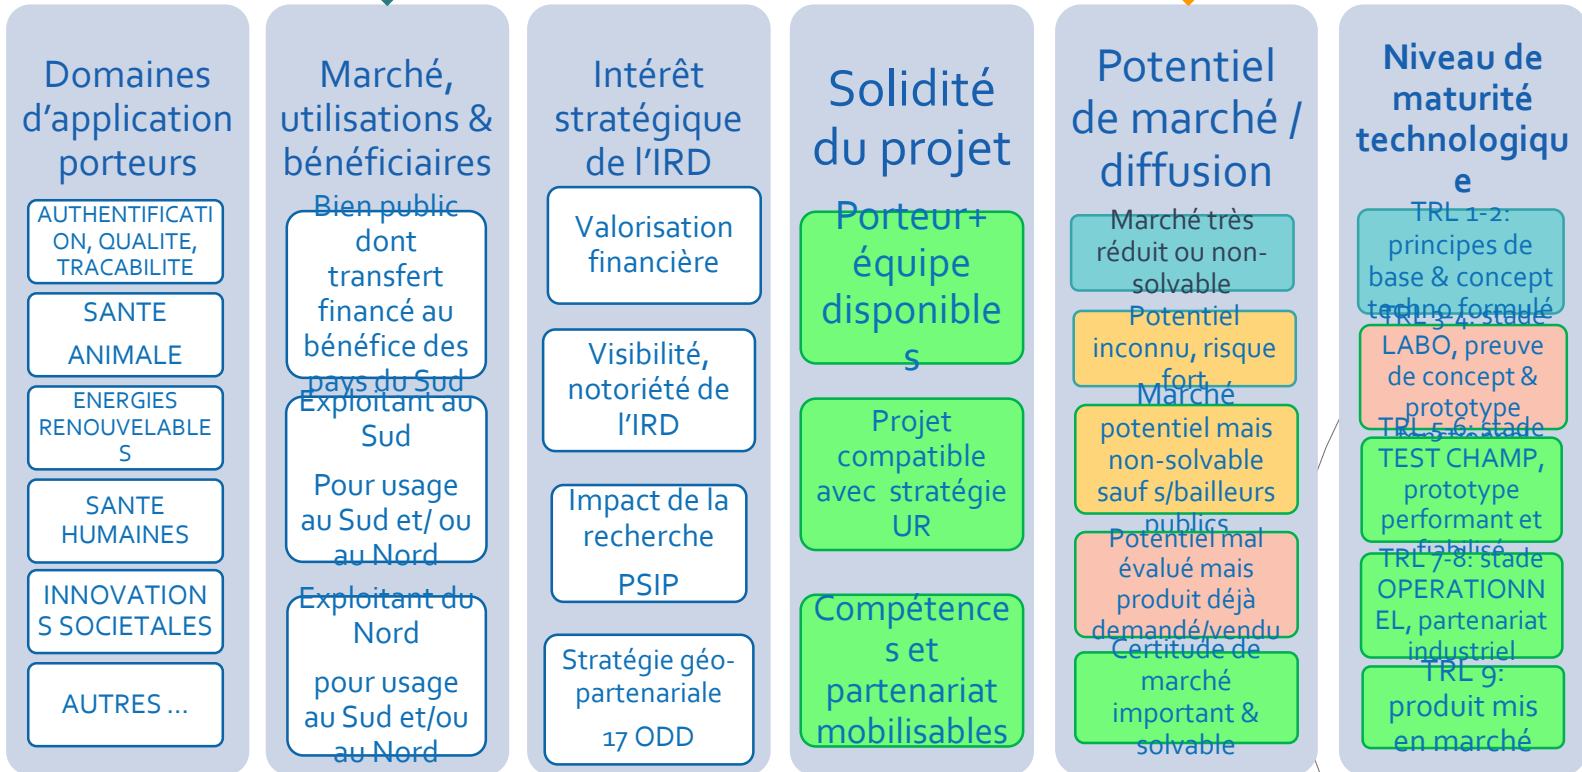 Domaines
d'application
porteurs
AUTHENTIFICATI
ON, QUALITE,
TRACABILITE
SANTE
ANIMALE
ENERGIES
RENOUVELABLE
S
SANTE
HUMAINES
INNOVATION
S SOCIETALES
AUTRES ...
Marché,
utilisations &
bénéficiaires
Bien public
dont
transfert
financé au
bénéfice des
pays du Sud
Exploitant au
Sud
Pour usage
au Sud et/ ou
au Nord
Exploitant du
Nord
pour usage
au Sud et/ou
au Nord
Intérêt
stratégique
de l'IRD
Valorisation
financière
Visibilité,
notoriété de
l'IRD
Impact de la
recherche
PSIP
Stratégie géo-
partenariale
17 ODD
Solidité
du projet
Porteur+
équipe
disponible
s
Projet
compatible
avec stratégie
UR
Compétence
s et
partenariat
mobilisables
Potentiel
de marché /
diffusion
Marché très
réduit ou non-
solvable
Potentiel
inconnu, risque
fort
Marché
potentiel mais
non-solvable
sauf s/bailleurs
publics
Potentiel mal
évalué mais
produit déjà
demandé/vendu
Certitude de
marché
important &
solvable
Niveau de
maturité
technologiqu
e
TRL 1-2:
principes de
base & concept
techno formulé
TRL 3-4: stade
LABO, preuve
de concept &
prototype
TRL 5-6: stade
TEST CHAMP,
prototype
performant et
fiabilisé
TRL 7-8: stade
OPERATIONN
EL, partenariat
industriel
TRL 9:
produit mis
en marché